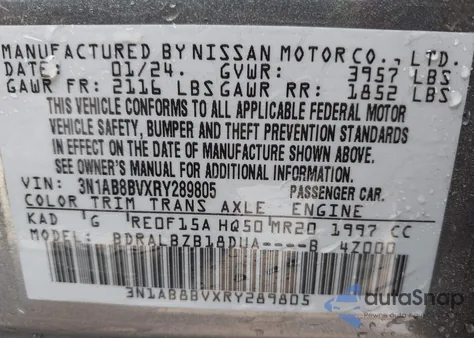 MANUFACTURED BY NISSAN MOTOR CO., LTD.
DATE: 01/24. GVWR: 3957 LBS
GAWR FR: 2116 LBS GAWR RR: 1852 LBS
THIS VEHICLE CONFORMS TO ALL APPLICABLE FEDERAL MOTOR
VEHICLE SAFETY, BUMPER AND THEFT PREVENTION STANDARDS
IN EFFECT ON THE DATE OF MANUFACTURE SHOWN ABOVE.
SEE OWNER'S MANUAL FOR ADDITIONAL INFORMATION.
VIN: 3N1AB8BVXRY289805 PASSENGER CAR.
COLOR TRIM TRANS AXLE ENGINE
KAD G RE0F15A HQ50 MR20 1997 CC
MODEL: BDRALBZB18DUA----B 4Z000
3N1AB8BVXRY289805
autoSnap